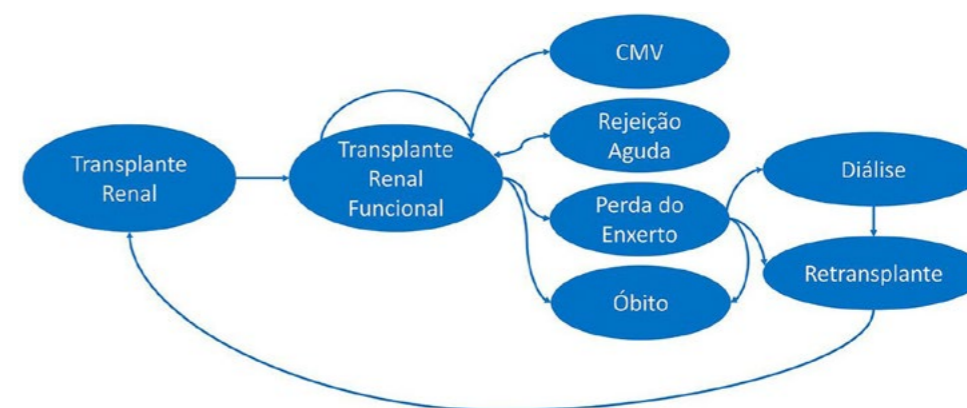 CMV
Transplante
Renal
Transplante
Renal
Funcional
Rejeição
Aguda
Perda do
Enxerto
Óbito
Diálise
Retransplante